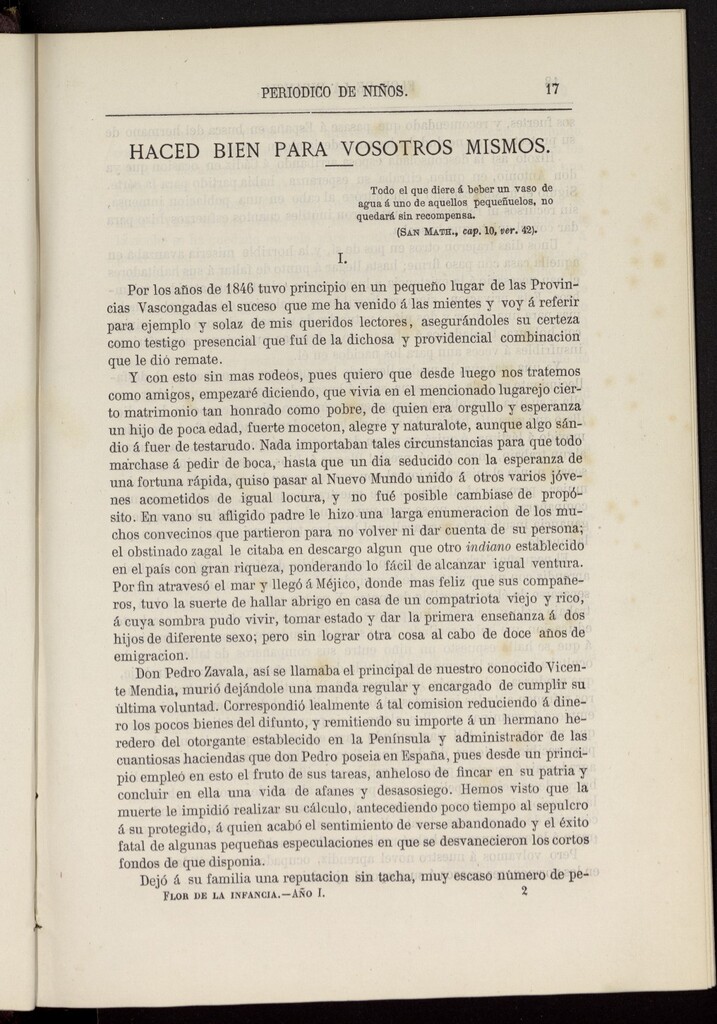 PERIODICO DE NIÑOS. 17
HACED BIEN PARA VOSOTROS MISMOS.
Todo el que diere á beber un vaso de
agua á uno de aquellos pequeñuelos, no
quedará sin recompensa.
(SAN MATH., cap. 10, ver. 42).
I.
Por los años de 1846 tuvo principio en un pequeño lugar de las Provin-
cias Vascongadas el suceso que me ha venido á las mientes y voy á referir
para ejemplo y solaz de mis queridos lectores, asegurándoles su certeza
como testigo presencial que fuí de la dichosa y providencial combinacion
que le dió remate.
Y con esto sin mas rodeos, pues quiero que desde luego nos tratemos
como amigos, empezaré diciendo, que vivia en el mencionado lugarejo cier-
to matrimonio tan honrado como pobre, de quien era orgullo y esperanza
un hijo de poca edad, fuerte moceton, alegre y naturalote, aunque algo sán-
dio á fuer de testarudo. Nada importaban tales circunstancias para que todo
marchase á pedir de boca, hasta que un dia seducido con la esperanza de
una fortuna rápida, quiso pasar al Nuevo Mundo unido á otros varios jóve-
nes acometidos de igual locura, y no fué posible cambiase de propó-
sito. En vano su afligido padre le hizo una larga enumeracion de los mu-
chos convecinos que partieron para no volver ni dar cuenta de su persona;
el obstinado zagal le citaba en descargo algun que otro indiano establecido
en el país con gran riqueza, ponderando lo fácil de alcanzar igual ventura.
Por fin atravesó el mar y llegó á Méjico, donde mas feliz que sus compañe-
ros, tuvo la suerte de hallar abrigo en casa de un compatriota viejo y rico,
á cuya sombra pudo vivir, tomar estado y dar la primera enseñanza á dos
hijos de diferente sexo; pero sin lograr otra cosa al cabo de doce años de
emigracion.
Don Pedro Zavala, así se llamaba el principal de nuestro conocido Vicen-
te Mendia, murió dejándole una manda regular y encargado de cumplir su
última voluntad. Correspondió lealmente á tal comision reduciendo á dine-
ro los pocos bienes del difunto, y remitiendo su importe á un hermano he-
redero del otorgante establecido en la Península y administrador de las
cuantiosas haciendas que don Pedro poseia en España, pues desde un princi-
pio empleó en esto el fruto de sus tareas, anheloso de fincar en su patria y
concluir en ella una vida de afanes y desasosiego. Hemos visto que la
muerte le impidió realizar su cálculo, antecediendo poco tiempo al sepulcro
á su protegido, á quien acabó el sentimiento de verse abandonado y el éxito
fatal de algunas pequeñas especulaciones en que se desvanecieron los cortos
fondos de que disponia.
Dejó á su familia una reputacion sin tacha, muy escaso número de pe-
FLOR DE LA INFANCIA.—AÑO I. 2